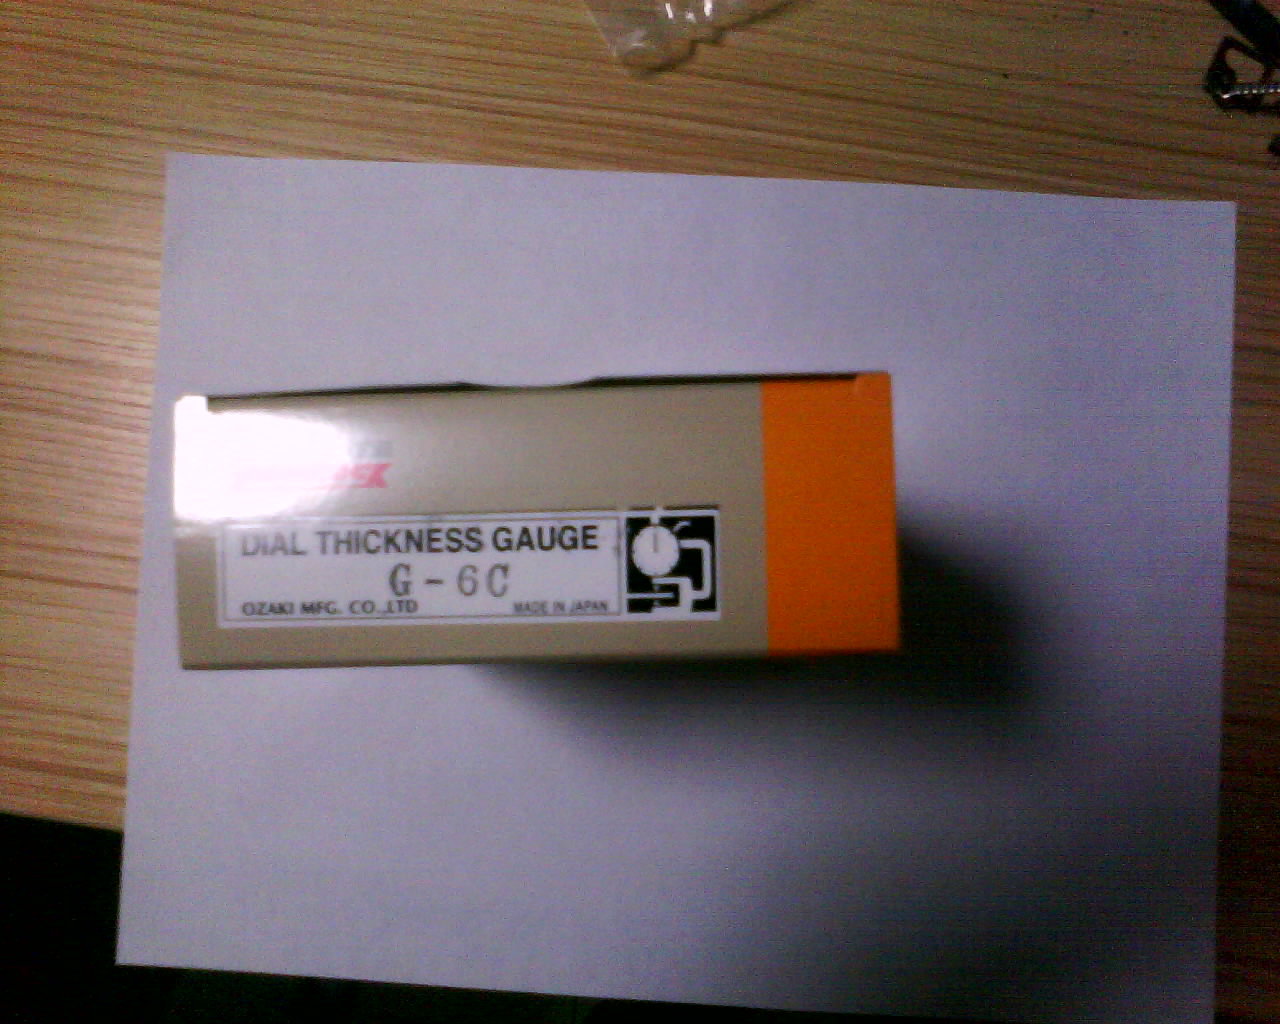 DIAL THICKNESS GAUGE
G-6C
OZAKI MFG. CO.,LTD MADE IN JAPAN